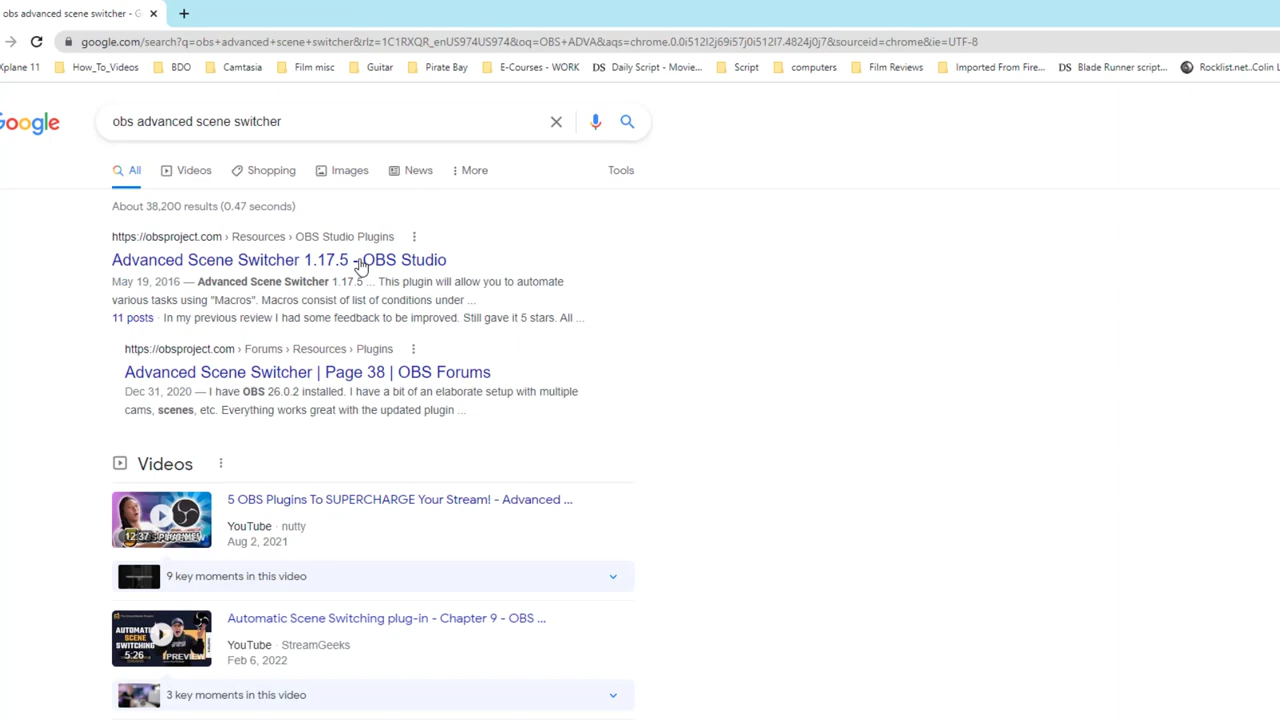 obs advanced scene switcher - G
google.com/search?q=obs+advanced+scene+switcher&rlz=1C1RXQR_enUS974US974&oq=OBS+ADVA&aqs=chrome.0.0i512l2j69i57j0i512l7.4824j0j7&sourceid=chrome&ie=UTF-8
Xplane 11 How_To_Videos BDO Camtasia Film misc Guitar Pirate Bay E-Courses - WORK DS Daily Script - Movie... Script computers Film Reviews Imported From Fire... DS Blade Runner script... Rocklist.net..Colin L
Google
obs advanced scene switcher
All Videos Shopping Images News More Tools
About 38,200 results (0.47 seconds)
https://obsproject.com › Resources › OBS Studio Plugins
Advanced Scene Switcher 1.17.5 - OBS Studio
May 19, 2016 — Advanced Scene Switcher 1.17.5 ... This plugin will allow you to automate
various tasks using "Macros". Macros consist of list of conditions under ...
11 posts · In my previous review I had some feedback to be improved. Still gave it 5 stars. All ...
https://obsproject.com › Forums › Resources › Plugins
Advanced Scene Switcher | Page 38 | OBS Forums
Dec 31, 2020 — I have OBS 26.0.2 installed. I have a bit of an elaborate setup with multiple
cams, scenes, etc. Everything works great with the updated plugin ...
Videos
5 OBS Plugins To SUPERCHARGE Your Stream! - Advanced ...
YouTube · nutty
12:37
Aug 2, 2021
9 key moments in this video
Automatic Scene Switching plug-in - Chapter 9 - OBS ...
AUTOMATIC
SCENE
SWITCHING
YouTube · StreamGeeks
5:26 PREVIEW
Feb 6, 2022
3 key moments in this video